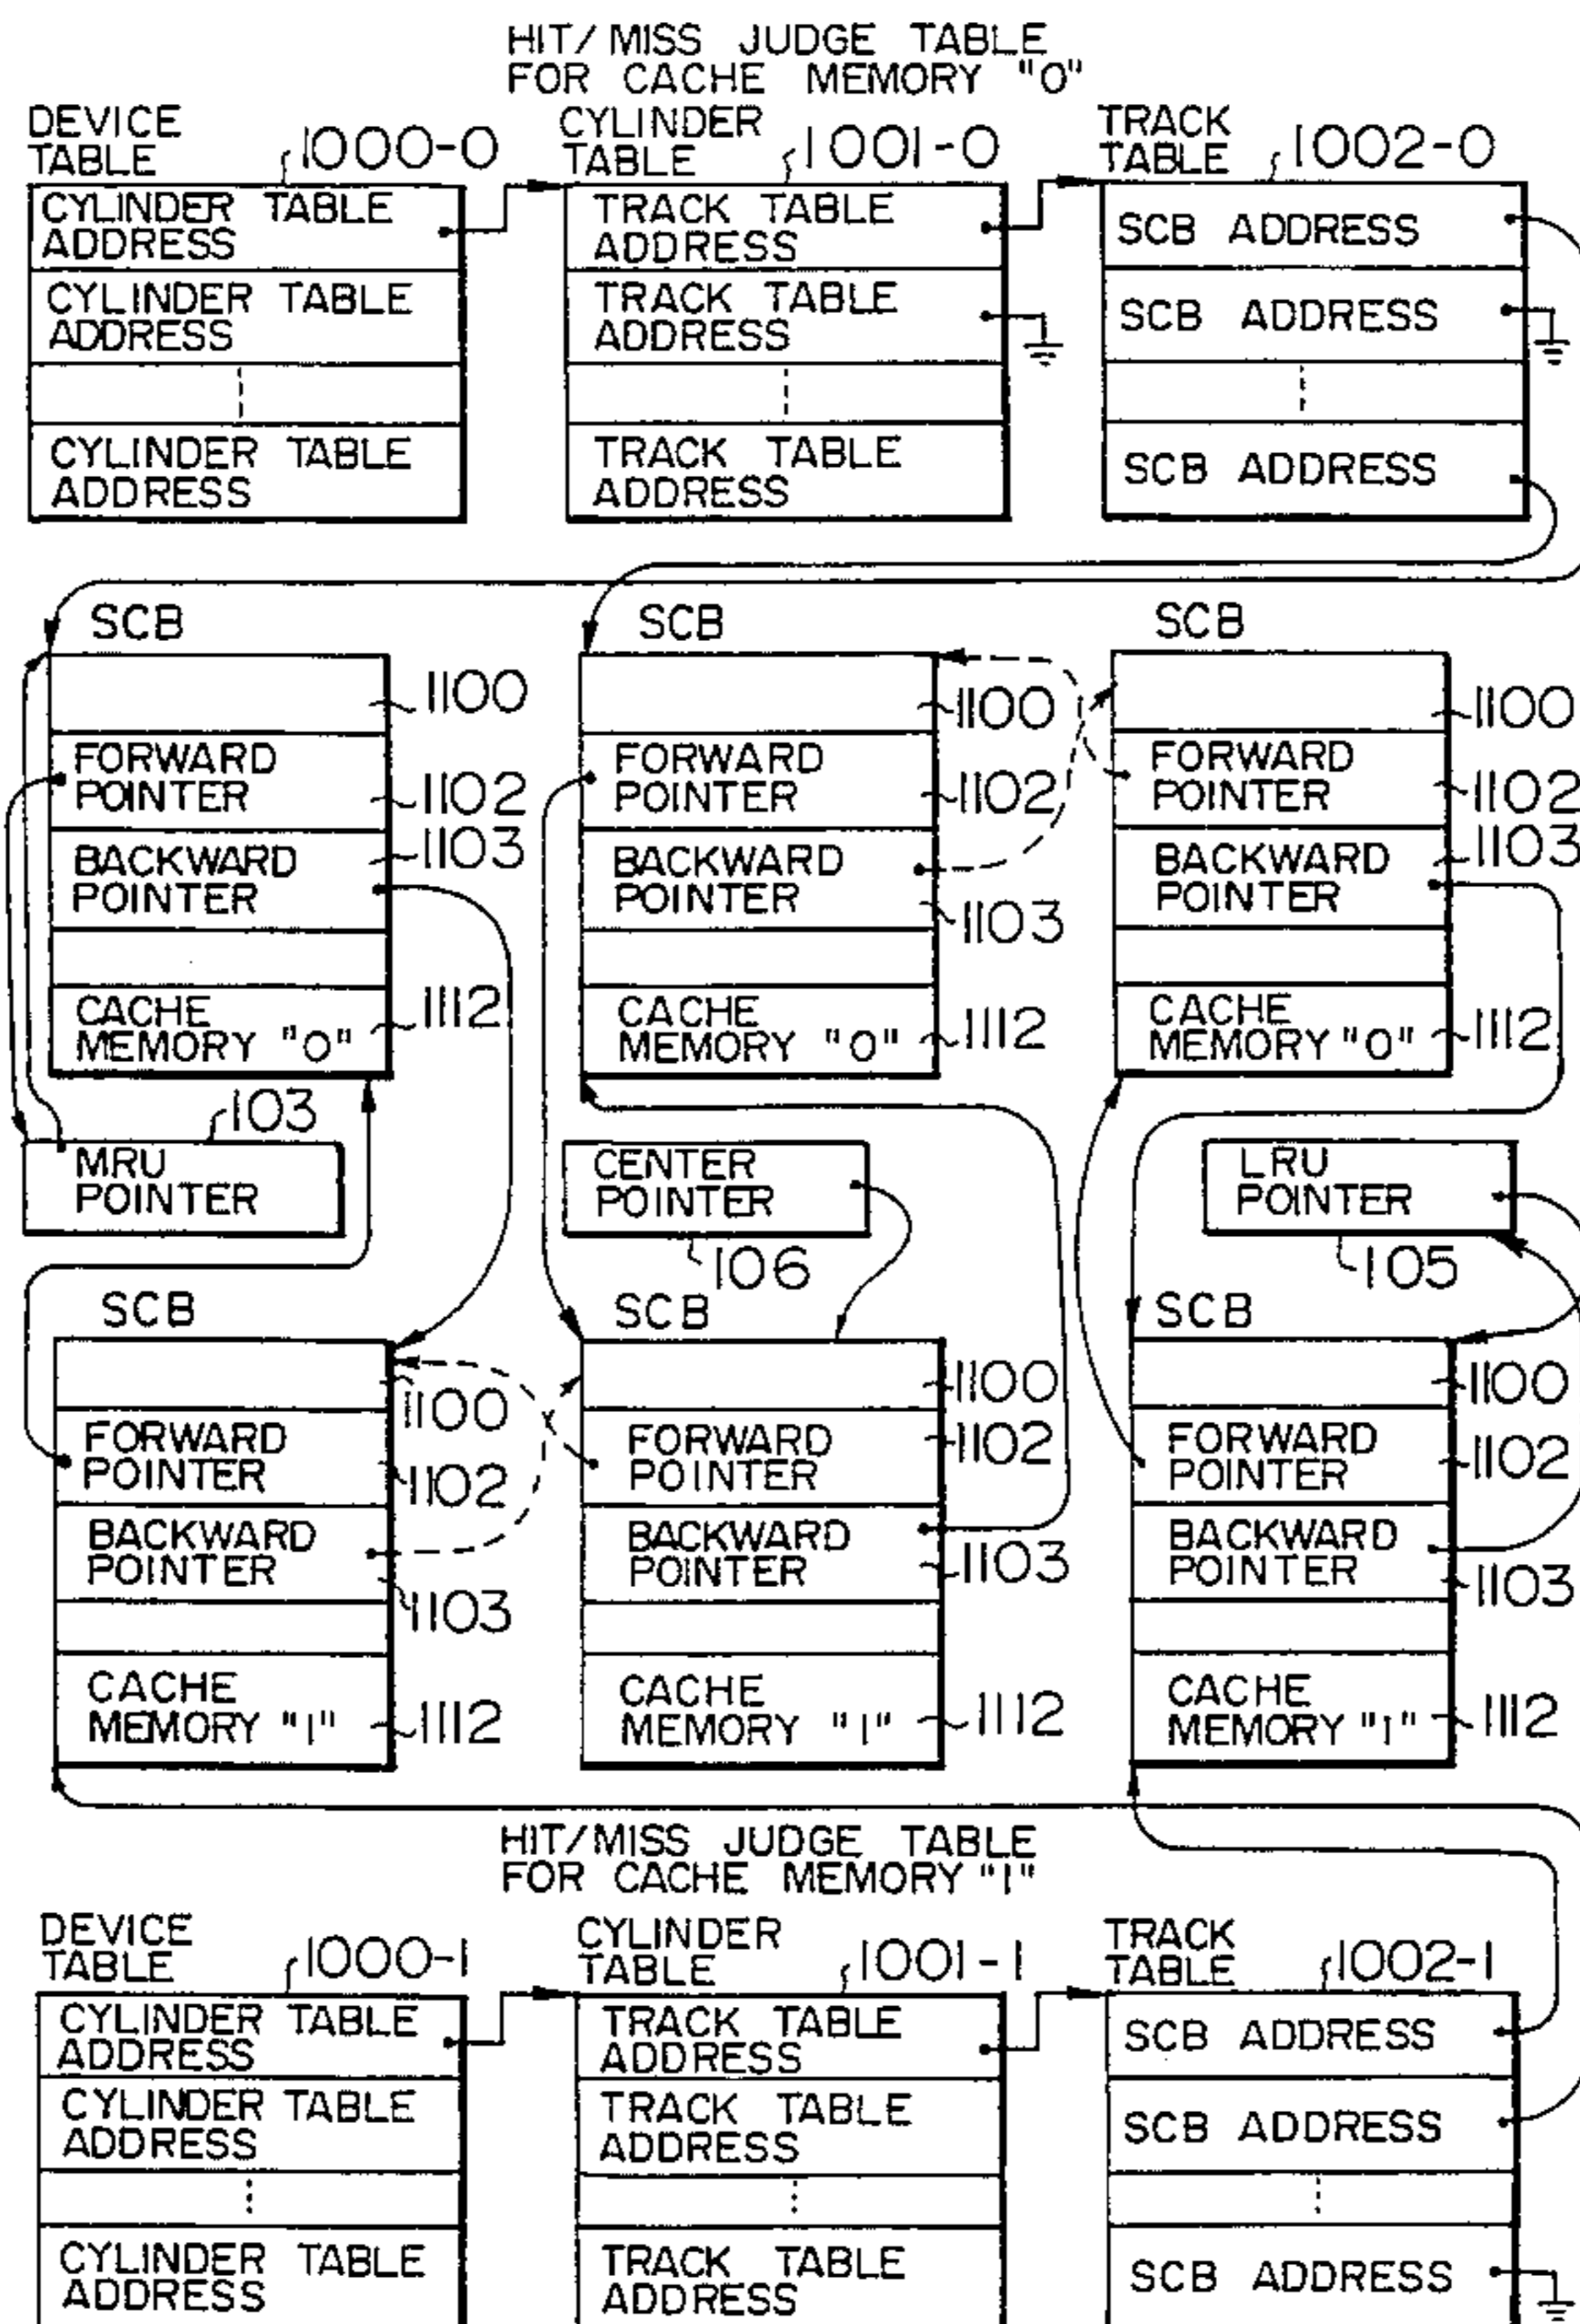 HIT/MISS JUDGE TABLE
FOR CACHE MEMORY "0"
DEVICE
TABLE
1000-0
CYLINDER
TABLE
1001-0
TRACK
TABLE
1002-0
CYLINDER TABLE
ADDRESS
TRACK TABLE
ADDRESS
SCB ADDRESS
CYLINDER TABLE
ADDRESS
TRACK TABLE
ADDRESS
SCB ADDRESS
CYLINDER TABLE
ADDRESS
TRACK TABLE
ADDRESS
SCB ADDRESS
SCB
1100
FORWARD
POINTER
1102
BACKWARD
POINTER
1103
CACHE
MEMORY "0"
1112
SCB
1100
FORWARD
POINTER
1102
BACKWARD
POINTER
1103
CACHE
MEMORY "0"
1112
SCB
1100
FORWARD
POINTER
1102
BACKWARD
POINTER
1103
CACHE
MEMORY "0"
1112
103
MRU
POINTER
CENTER
POINTER
106
LRU
POINTER
105
SCB
1100
FORWARD
POINTER
1102
BACKWARD
POINTER
1103
CACHE
MEMORY "1"
1112
SCB
1100
FORWARD
POINTER
1102
BACKWARD
POINTER
1103
CACHE
MEMORY "1"
1112
SCB
1100
FORWARD
POINTER
1102
BACKWARD
POINTER
1103
CACHE
MEMORY "1"
1112
HIT/MISS JUDGE TABLE
FOR CACHE MEMORY "1"
DEVICE
TABLE
1000-1
CYLINDER
TABLE
1001-1
TRACK
TABLE
1002-1
CYLINDER TABLE
ADDRESS
TRACK TABLE
ADDRESS
SCB ADDRESS
CYLINDER TABLE
ADDRESS
TRACK TABLE
ADDRESS
SCB ADDRESS
CYLINDER TABLE
ADDRESS
TRACK TABLE
ADDRESS
SCB ADDRESS